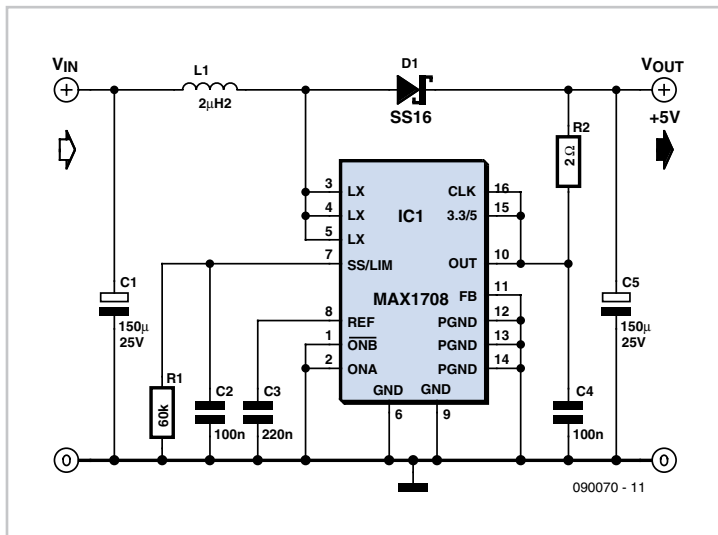 VIN
L1
2µH2
D1
SS16
VOUT
+5V
R2
2Ω
IC1
MAX1708
3 LX
4 LX
5 LX
7 SS/LIM
8 REF
1 ONB
2 ONA
GND
6
GND
9
CLK 16
3.3/5 15
OUT 10
FB 11
PGND 12
PGND 13
PGND 14
C1
150µ
25V
R1
60k
C2
100n
C3
220n
C4
100n
C5
150µ
25V
0
0
090070 - 11